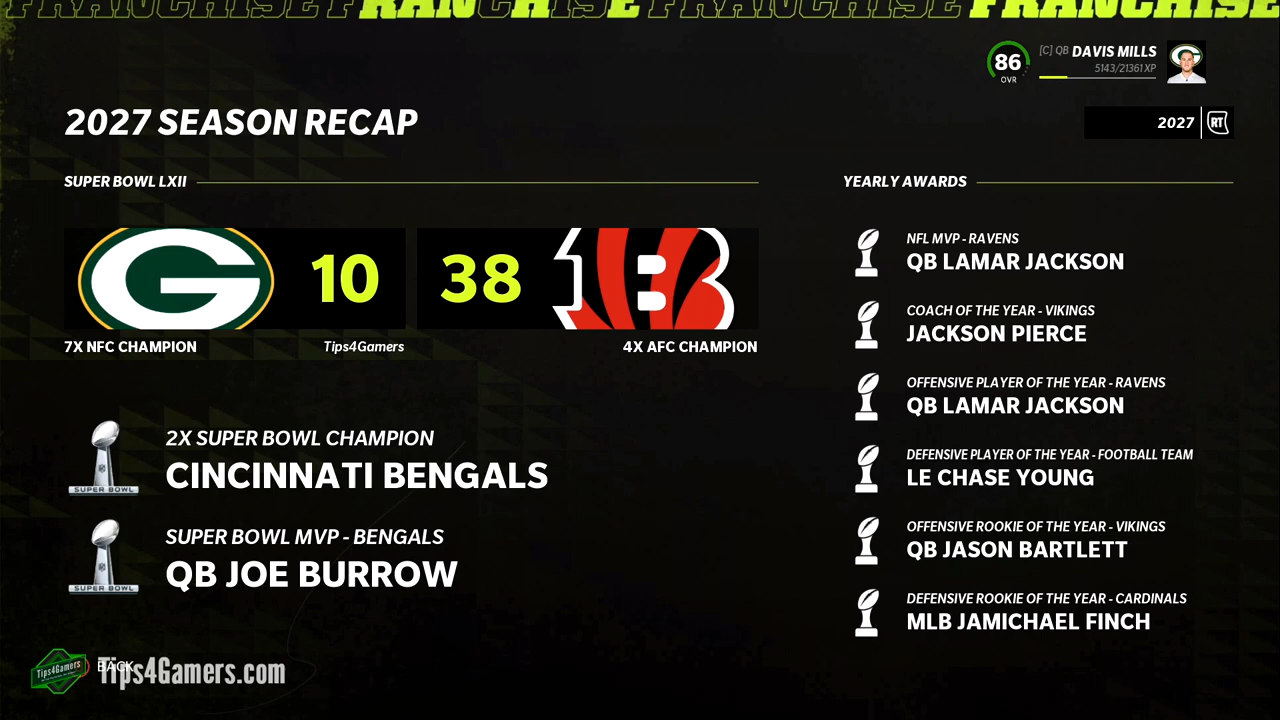 FRANCHISE FRANCHISE FRANCHISE FRANCHISE
86
OVR
[C] QB DAVIS MILLS
5143/21361 XP
2027 SEASON RECAP
2027 RT
SUPER BOWL LXII
10 38
7X NFC CHAMPION Tips4Gamers 4X AFC CHAMPION
2X SUPER BOWL CHAMPION
CINCINNATI BENGALS
SUPER BOWL
SUPER BOWL MVP - BENGALS
QB JOE BURROW
SUPER BOWL
YEARLY AWARDS
NFL MVP - RAVENS
QB LAMAR JACKSON
COACH OF THE YEAR - VIKINGS
JACKSON PIERCE
OFFENSIVE PLAYER OF THE YEAR - RAVENS
QB LAMAR JACKSON
DEFENSIVE PLAYER OF THE YEAR - FOOTBALL TEAM
LE CHASE YOUNG
OFFENSIVE ROOKIE OF THE YEAR - VIKINGS
QB JASON BARTLETT
DEFENSIVE ROOKIE OF THE YEAR - CARDINALS
MLB JAMICHAEL FINCH
Tips4Gamers
BACK
Tips4Gamers.com